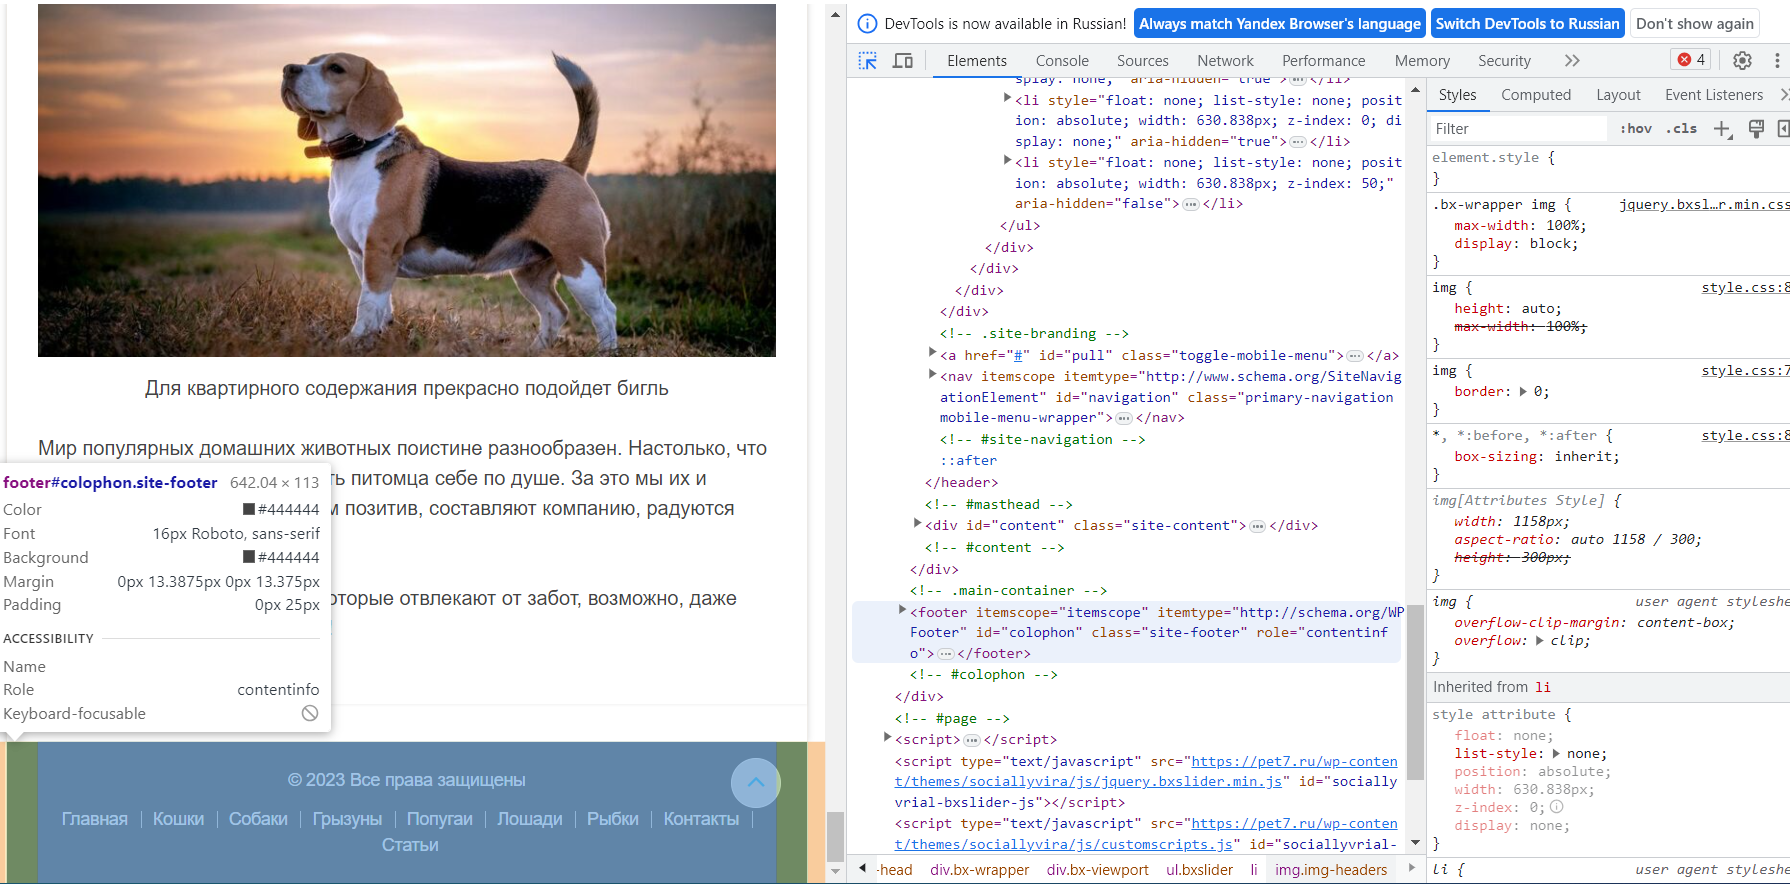 Для квартирного содержания прекрасно подойдет бигль
Мир популярных домашних животных поистине разнообразен. Настолько, что
питомца себе по душе. За это мы их и
позитив, составляют компанию, радуются
оторые отвлекают от забот, возможно, даже
footer#colophon.site-footer 642.04 × 113
Color #444444
Font 16px Roboto, sans-serif
Background #444444
Margin 0px 13.3875px 0px 13.375px
Padding 0px 25px
ACCESSIBILITY
Name
Role contentinfo
Keyboard-focusable
© 2023 Все права защищены
Главная | Кошки | Собаки | Грызуны | Попугаи | Лошади | Рыбки | Контакты |
Статьи
DevTools is now available in Russian! Always match Yandex Browser's language Switch DevTools to Russian Don't show again
Elements Console Sources Network Performance Memory Security 4
splay: none;" aria-hidden="true">…</li>
<li style="float: none; list-style: none; posit
ion: absolute; width: 630.838px; z-index: 0; di
splay: none;" aria-hidden="true">…</li>
<li style="float: none; list-style: none; posit
ion: absolute; width: 630.838px; z-index: 50;"
aria-hidden="false">…</li>
</ul>
</div>
</div>
</div>
</div>
<!-- .site-branding -->
<a href="#" id="pull" class="toggle-mobile-menu">…</a>
<nav itemscope itemtype="http://www.schema.org/SiteNavig
ationElement" id="navigation" class="primary-navigation
mobile-menu-wrapper">…</nav>
<!-- #site-navigation -->
::after
</header>
<!-- #masthead -->
<div id="content" class="site-content">…</div>
<!-- #content -->
</div>
<!-- .main-container -->
<footer itemscope="itemscope" itemtype="http://schema.org/WP
Footer" id="colophon" class="site-footer" role="contentinf
o">…</footer>
<!-- #colophon -->
</div>
<!-- #page -->
<script>…</script>
<script type="text/javascript" src="https://pet7.ru/wp-conten
t/themes/sociallyvira/js/jquery.bxslider.min.js" id="socially
vrial-bxslider-js"></script>
<script type="text/javascript" src="https://pet7.ru/wp-conten
t/themes/sociallyvira/js/customscripts.js" id="sociallyvrial-
-head div.bx-wrapper div.bx-viewport ul.bxslider li img.img-headers
Styles Computed Layout Event Listeners
Filter :hov .cls
element.style {
}
.bx-wrapper img { jquery.bxsl…r.min.css
max-width: 100%;
display: block;
}
img { style.css:8
height: auto;
max-width: 100%;
}
img { style.css:7
border: 0;
}
*, *:before, *:after { style.css:8
box-sizing: inherit;
}
img[Attributes Style] {
width: 1158px;
aspect-ratio: auto 1158 / 300;
height: 300px;
}
img { user agent styleshe
overflow-clip-margin: content-box;
overflow: clip;
}
Inherited from li
style attribute {
float: none;
list-style: none;
position: absolute;
width: 630.838px;
z-index: 0;
display: none;
}
li { user agent styleshe